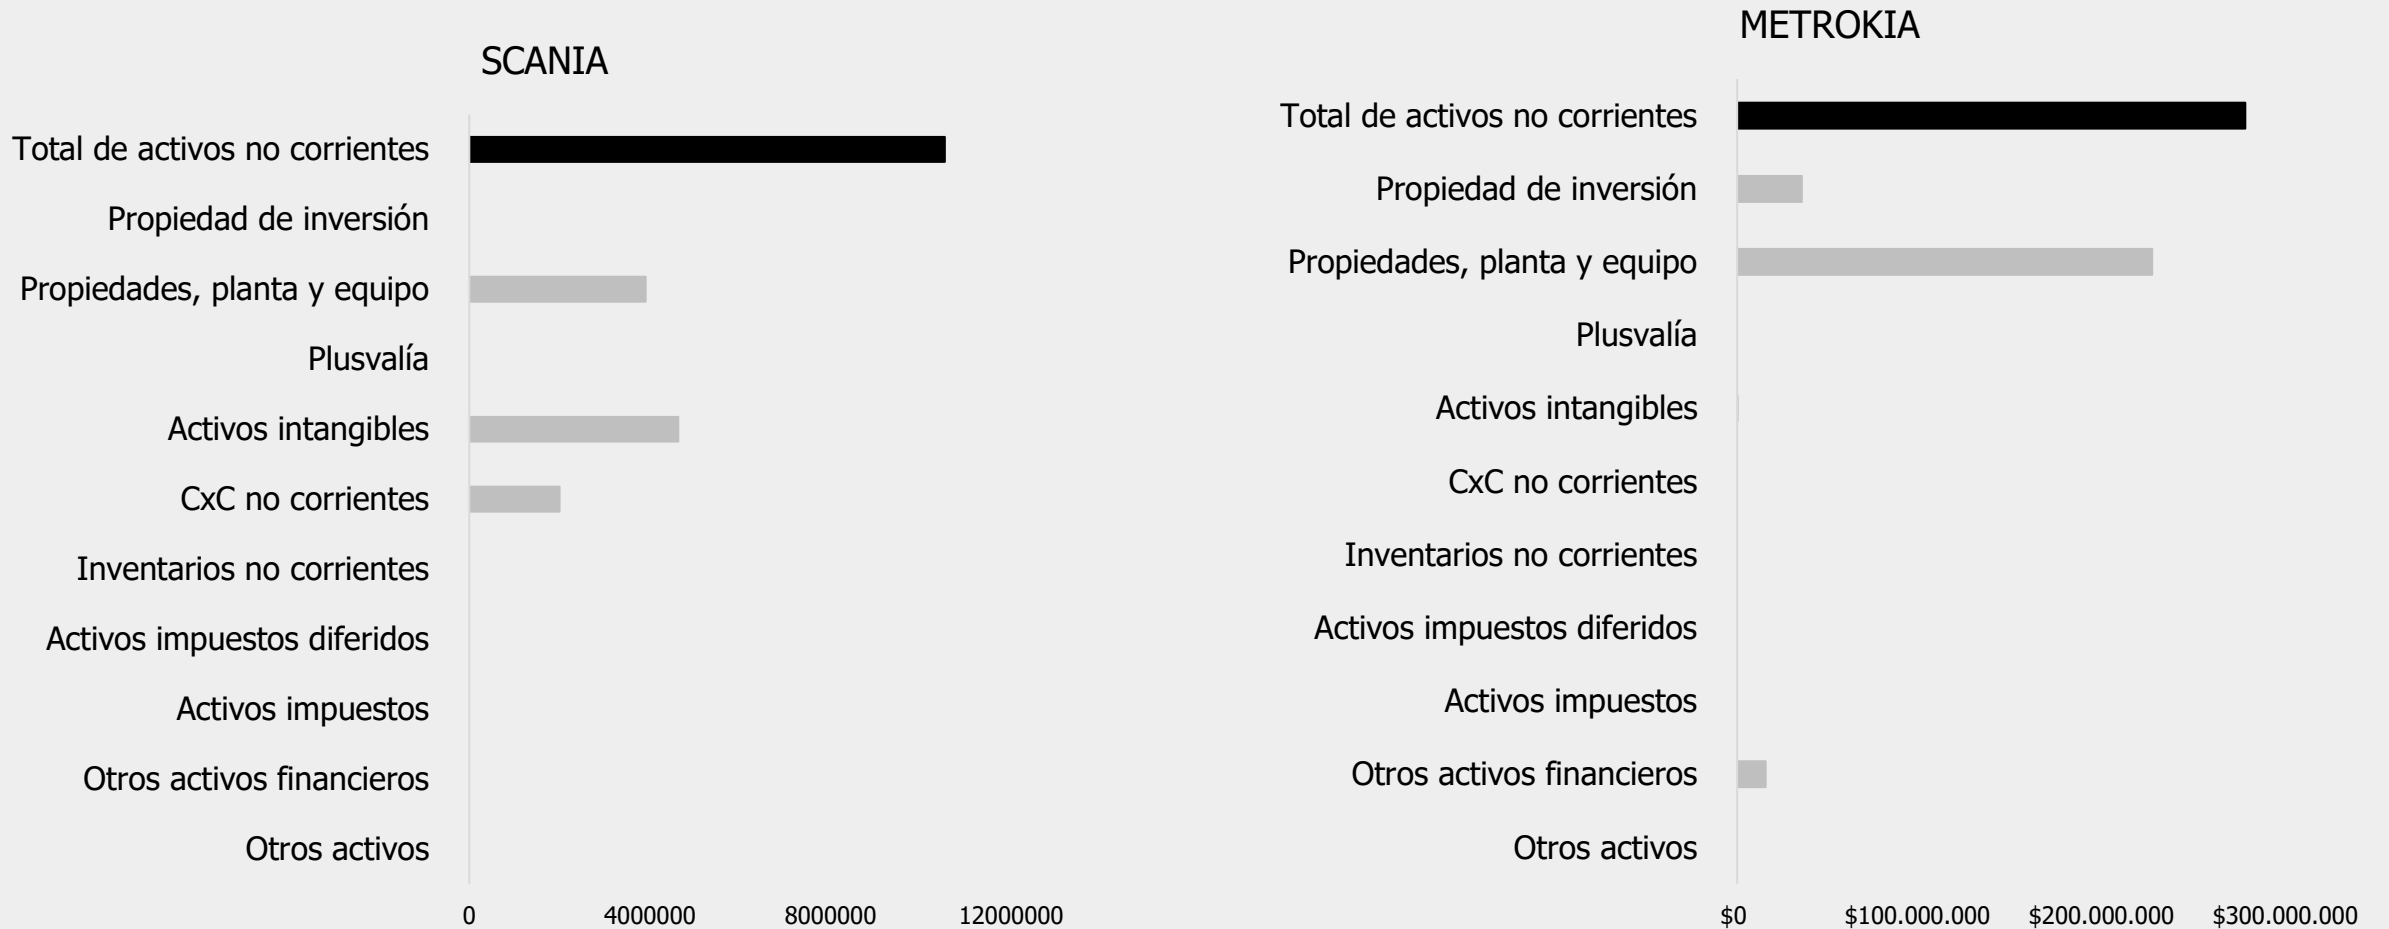 SCANIA
Total de activos no corrientes
Propiedad de inversión
Propiedades, planta y equipo
Plusvalía
Activos intangibles
CxC no corrientes
Inventarios no corrientes
Activos impuestos diferidos
Activos impuestos
Otros activos financieros
Otros activos
0 4000000 8000000 12000000
METROKIA
Total de activos no corrientes
Propiedad de inversión
Propiedades, planta y equipo
Plusvalía
Activos intangibles
CxC no corrientes
Inventarios no corrientes
Activos impuestos diferidos
Activos impuestos
Otros activos financieros
Otros activos
$0 $100.000.000 $200.000.000 $300.000.000